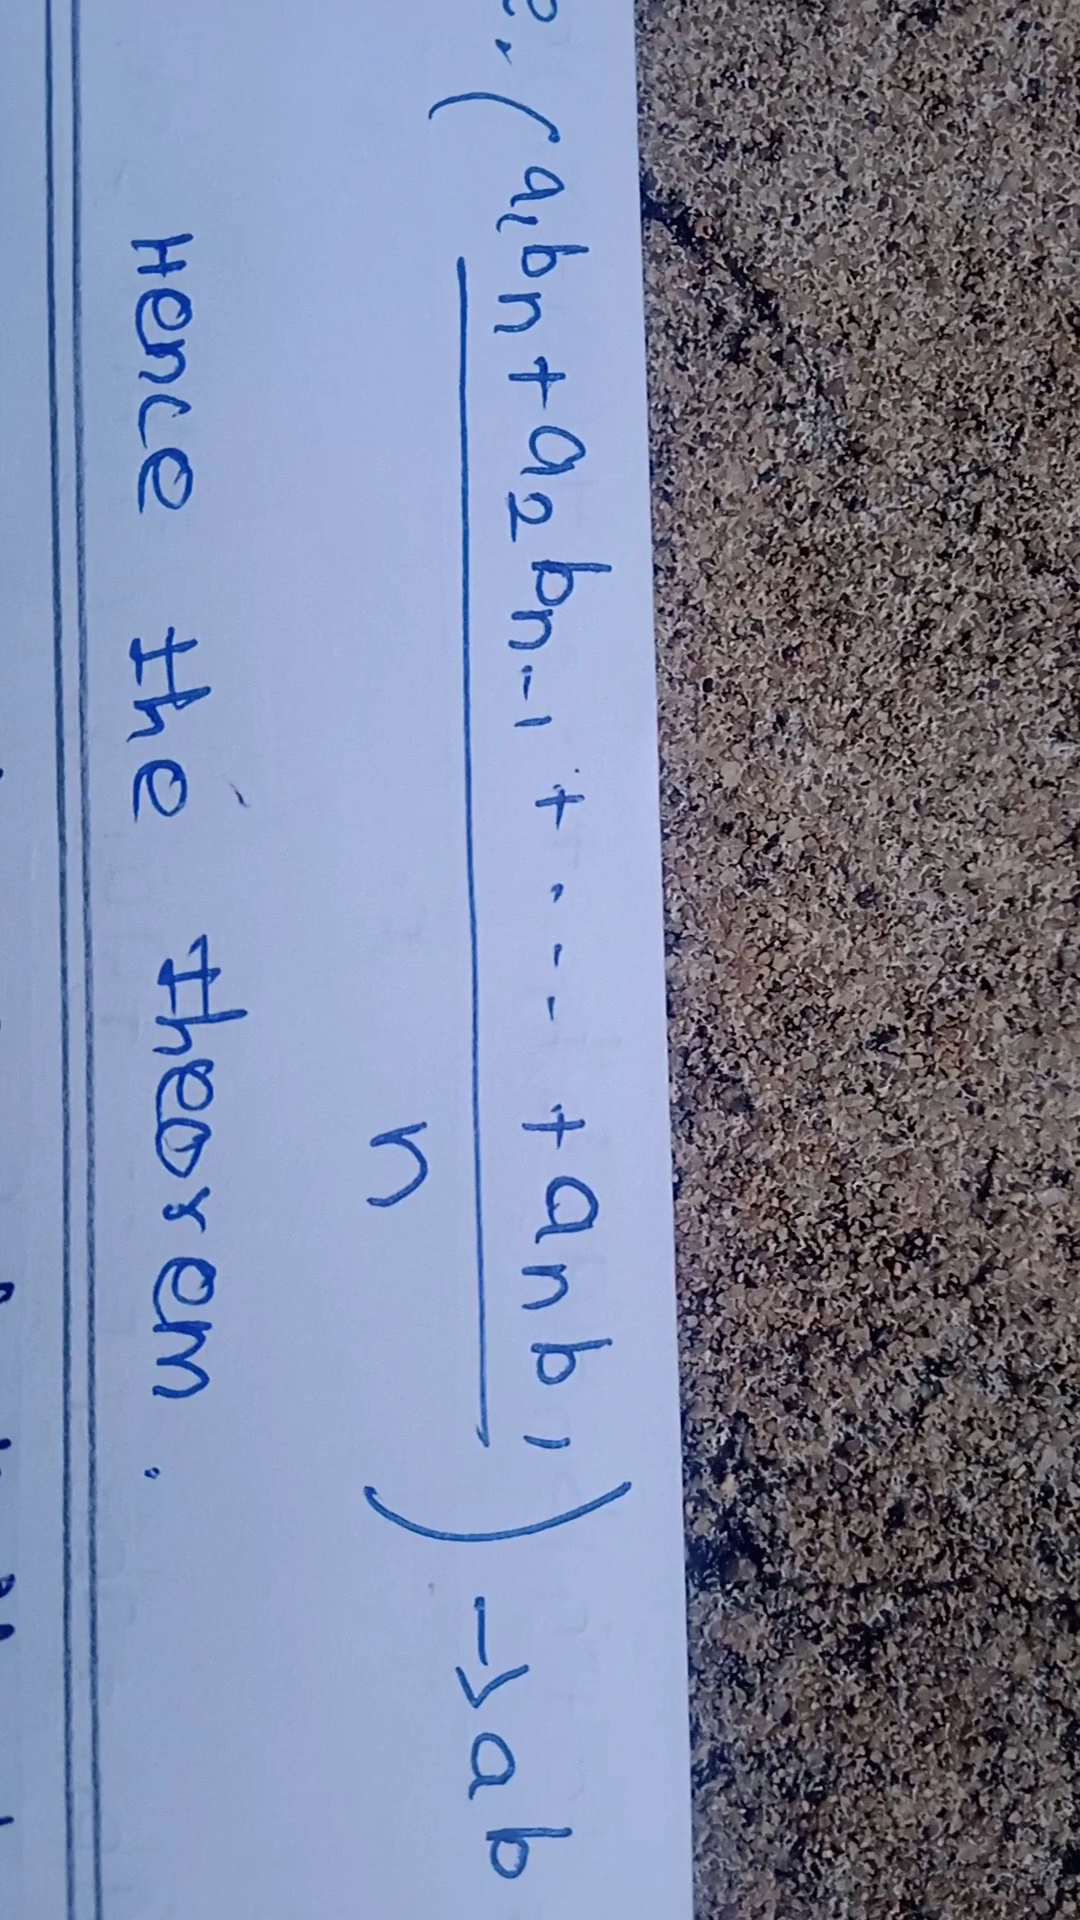 (a₁bₙ + a₂bₙ₋₁ + ... + aₙb₁) → ab
n
Hence the theorem.